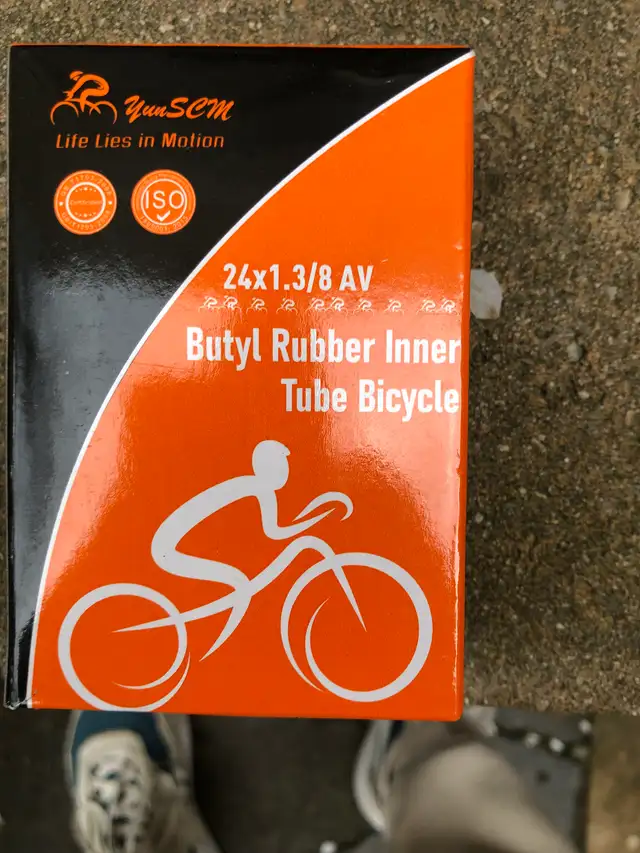 YunSCM
Life Lies in Motion
ISO
24x1.3/8 AV
Butyl Rubber Inner
Tube Bicycle